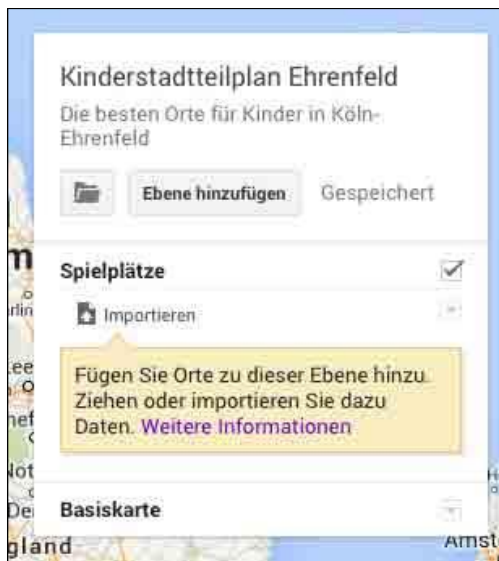 Kinderstadtteilplan Ehrenfeld
Die besten Orte für Kinder in Köln-
Ehrenfeld
Ebene hinzufügen Gespeichert
Spielplätze
Importieren
Fügen Sie Orte zu dieser Ebene hinzu.
Ziehen oder importieren Sie dazu
Daten. Weitere Informationen
Basiskarte
gland
Amst